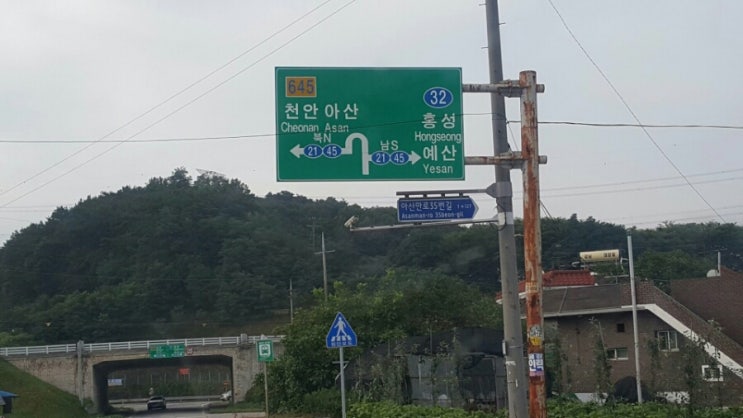 645
천안 아산
Cheonan Asan
북N
21 45
32
홍성
Hongseong
예산
Yesan
남S
21 45
아산만로35번길
Asanman-ro 35beon-gil